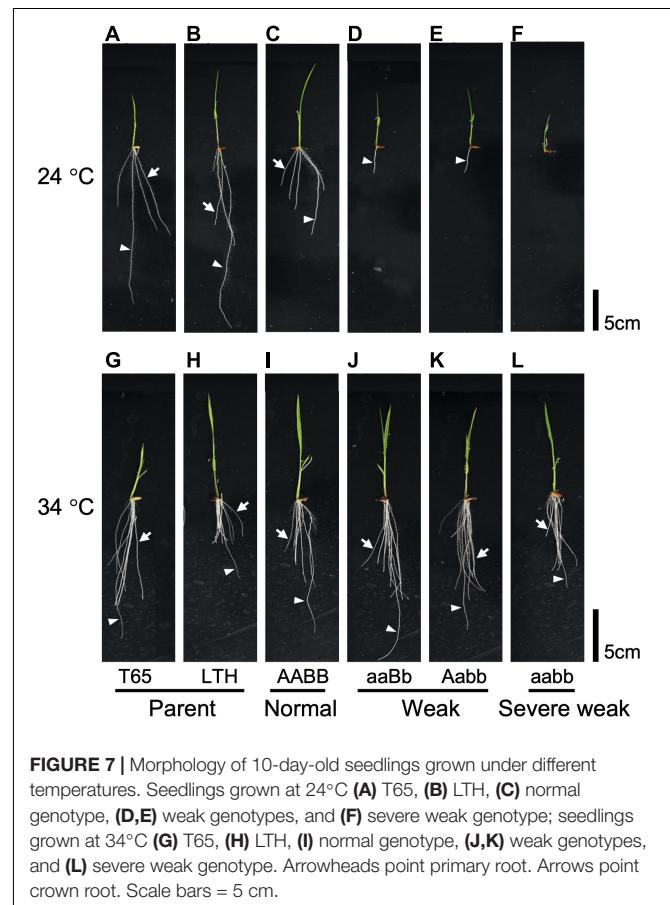 A B C D E F
24 °C
5cm
G H I J K L
34 °C
5cm
T65 LTH AABB aaBb Aabb aabb
Parent Normal Weak Severe weak
FIGURE 7 | Morphology of 10-day-old seedlings grown under different
temperatures. Seedlings grown at 24°C (A) T65, (B) LTH, (C) normal
genotype, (D,E) weak genotypes, and (F) severe weak genotype; seedlings
grown at 34°C (G) T65, (H) LTH, (I) normal genotype, (J,K) weak genotypes,
and (L) severe weak genotype. Arrowheads point primary root. Arrows point
crown root. Scale bars = 5 cm.